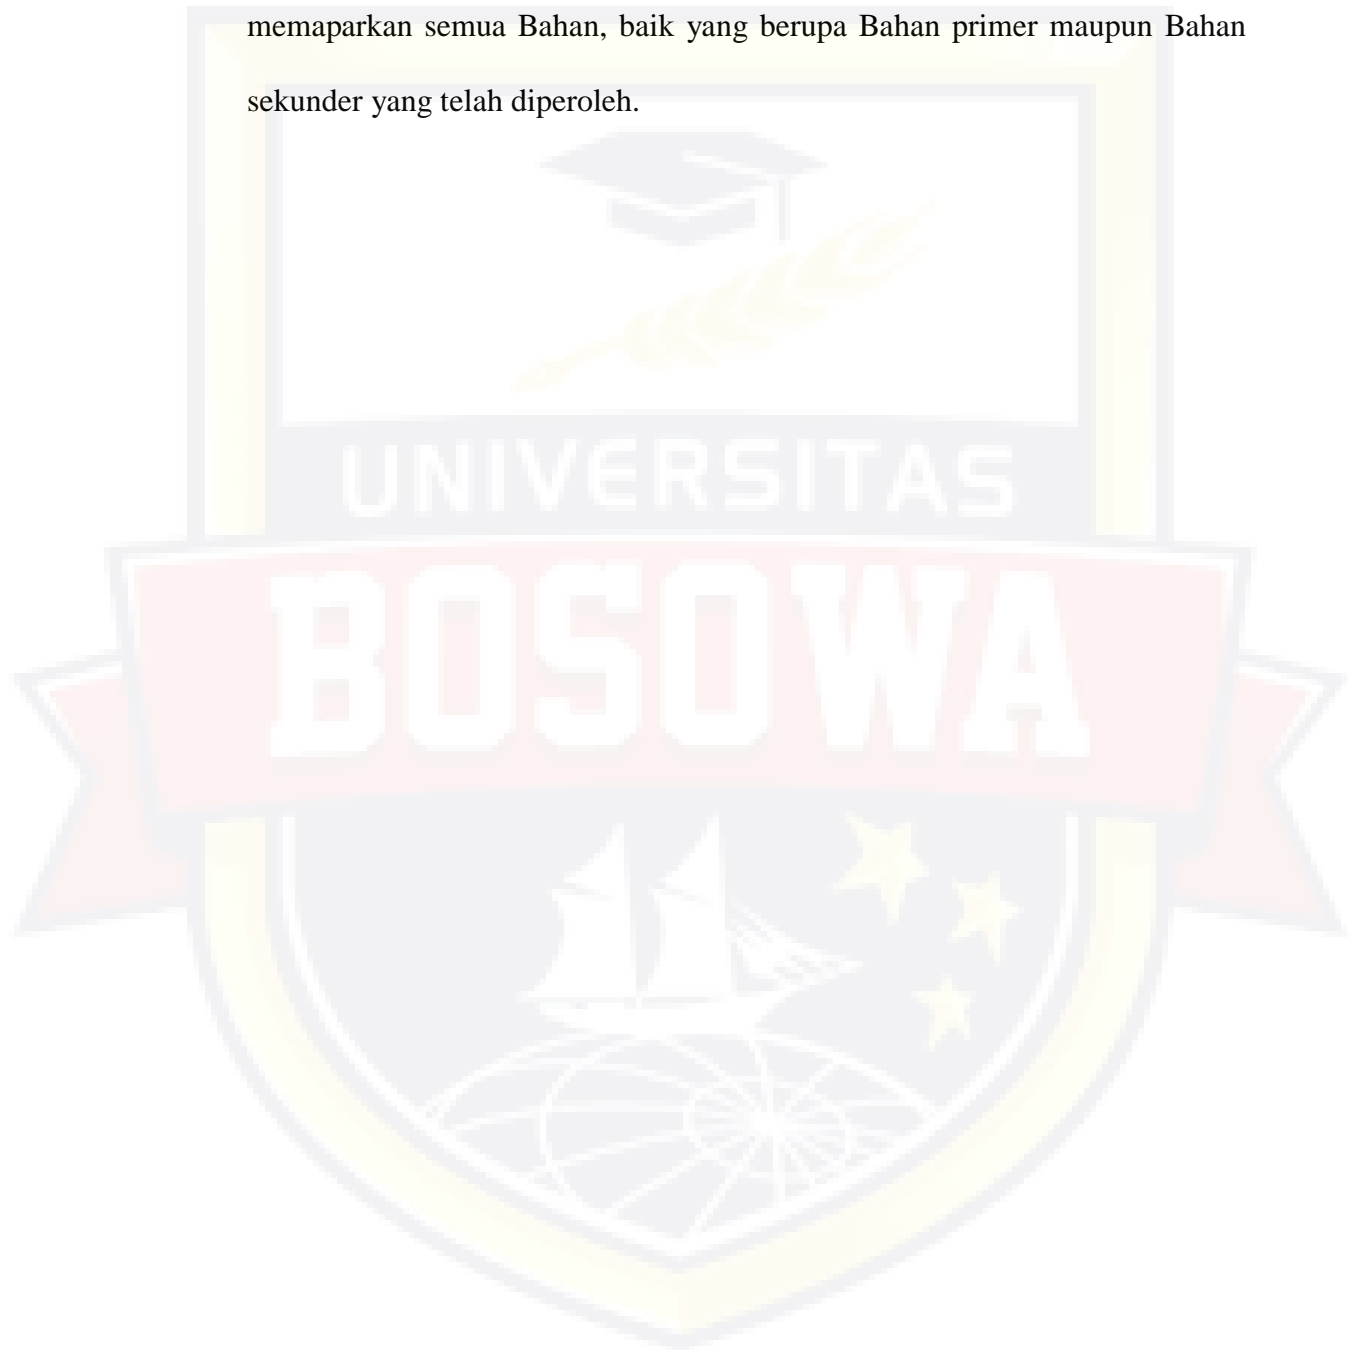 memaparkan semua Bahan, baik yang berupa Bahan primer maupun Bahan
sekunder yang telah diperoleh.
UNIVERSITAS
BOSOWA